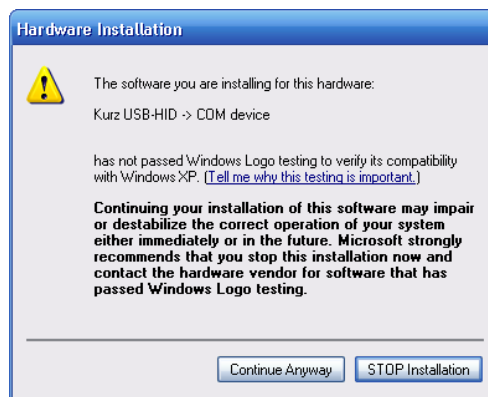 Hardware Installation
The software you are installing for this hardware:
Kurz USB-HID -> COM device
has not passed Windows Logo testing to verify its compatibility
with Windows XP. (Tell me why this testing is important.)
Continuing your installation of this software may impair
or destabilize the correct operation of your system
either immediately or in the future. Microsoft strongly
recommends that you stop this installation now and
contact the hardware vendor for software that has
passed Windows Logo testing.
Continue Anyway STOP Installation